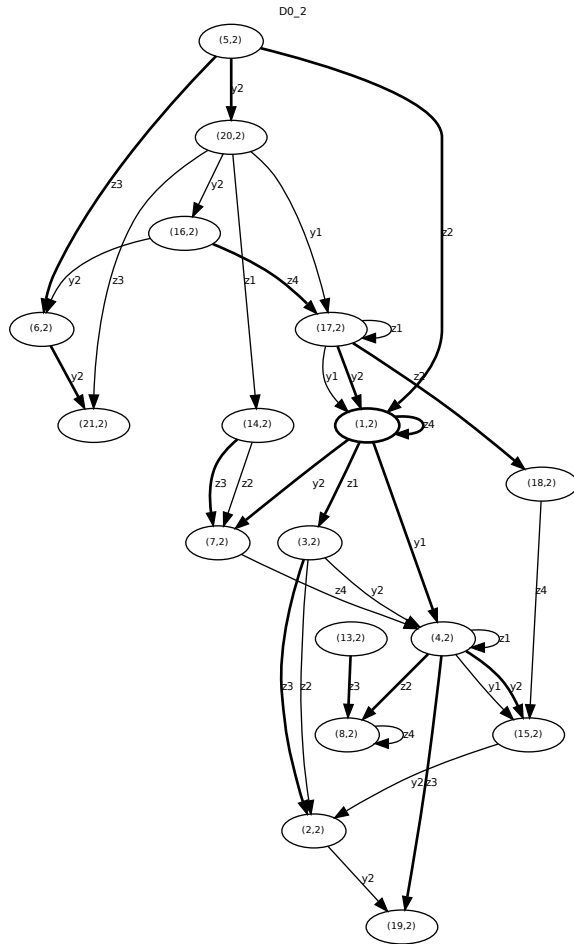 D0_2
(5,2)
y2
(20,2)
z3
y2
(16,2)
y1
z2
y2
z3
z1
z4
(6,2)
(17,2)
z1
y2
y1
y2
z2
(21,2)
(14,2)
(1,2)
z4
z3
z2
y2
z1
(18,2)
(7,2)
(3,2)
y1
z4
y2
z4
(13,2)
(4,2)
z1
z3
z2
z3
z2
y1
y2
(8,2)
z4
(15,2)
y2
z3
(2,2)
y2
(19,2)